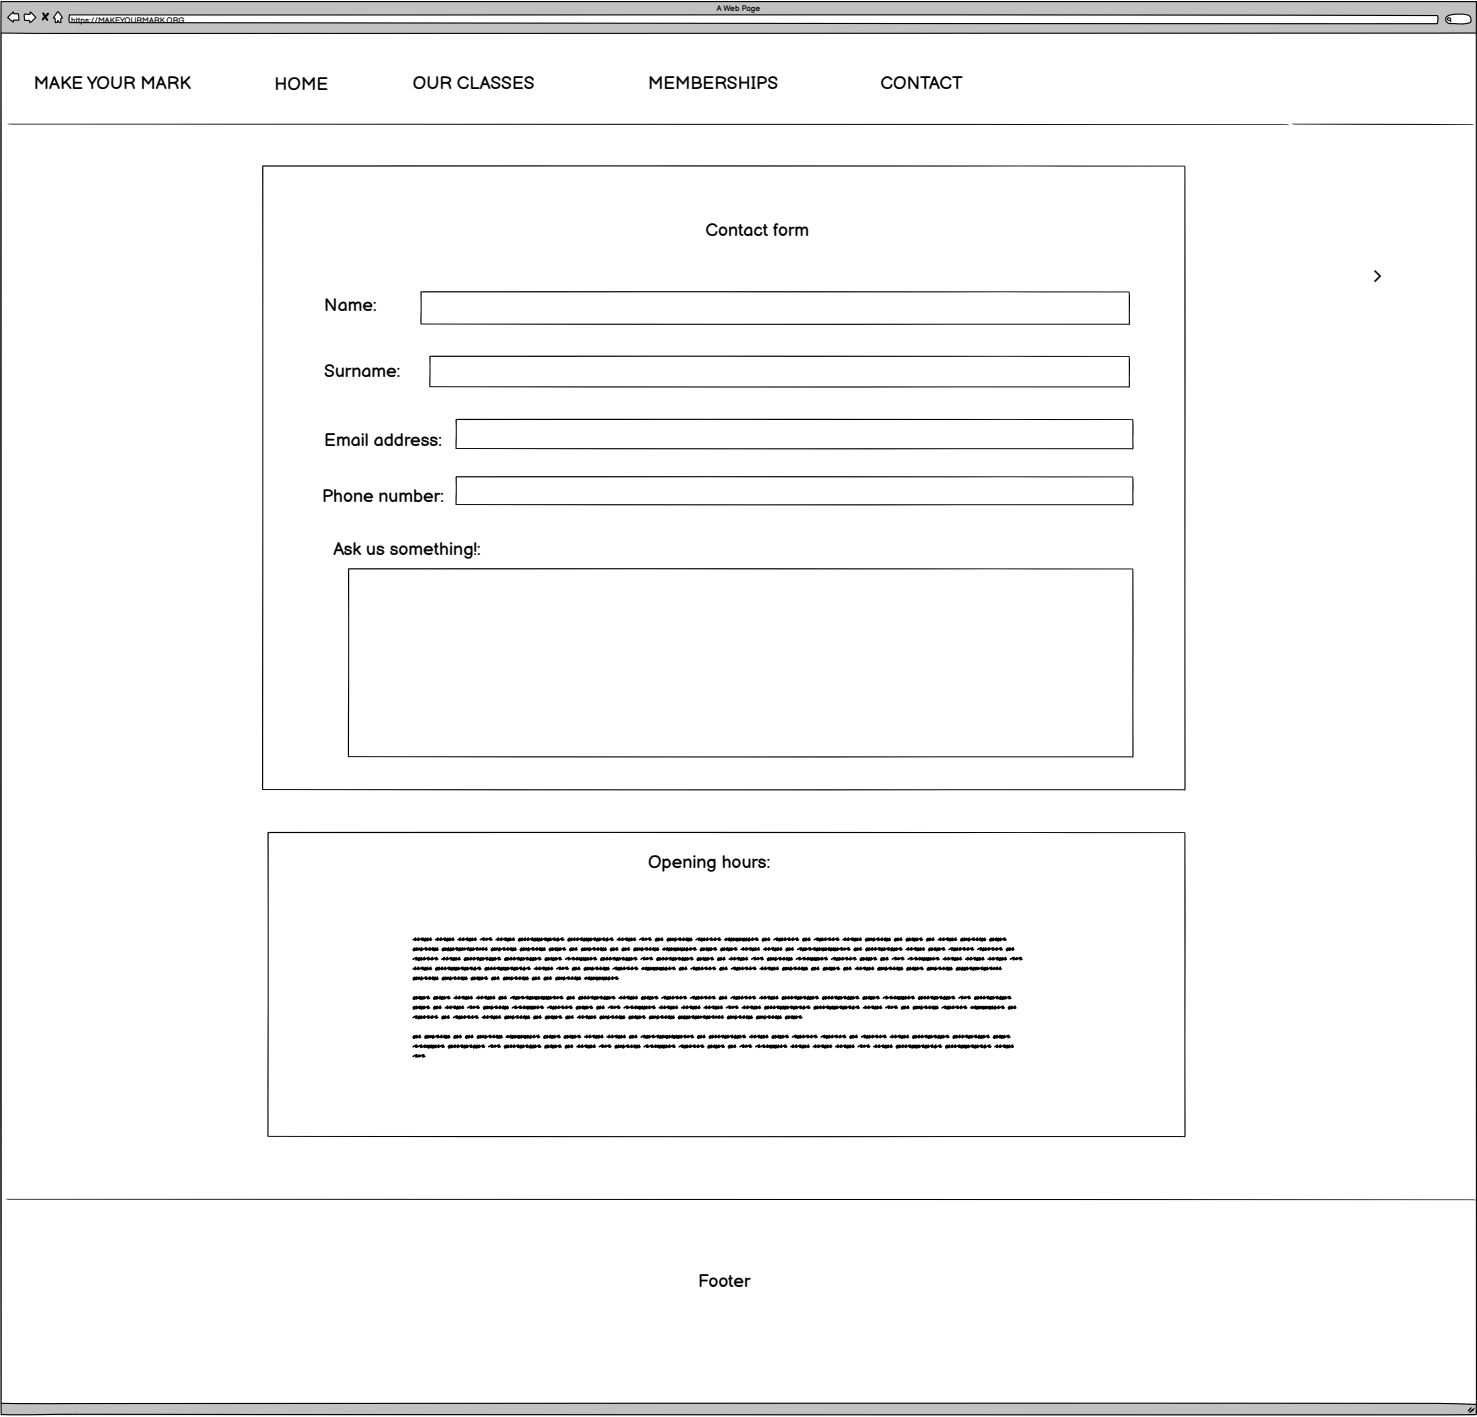 A Web Page
https://MAKEYOURMARK.ORG
MAKE YOUR MARK HOME OUR CLASSES MEMBERSHIPS CONTACT
Contact form
Name:
Surname:
Email address:
Phone number:
Ask us something!:
Opening hours:
Footer